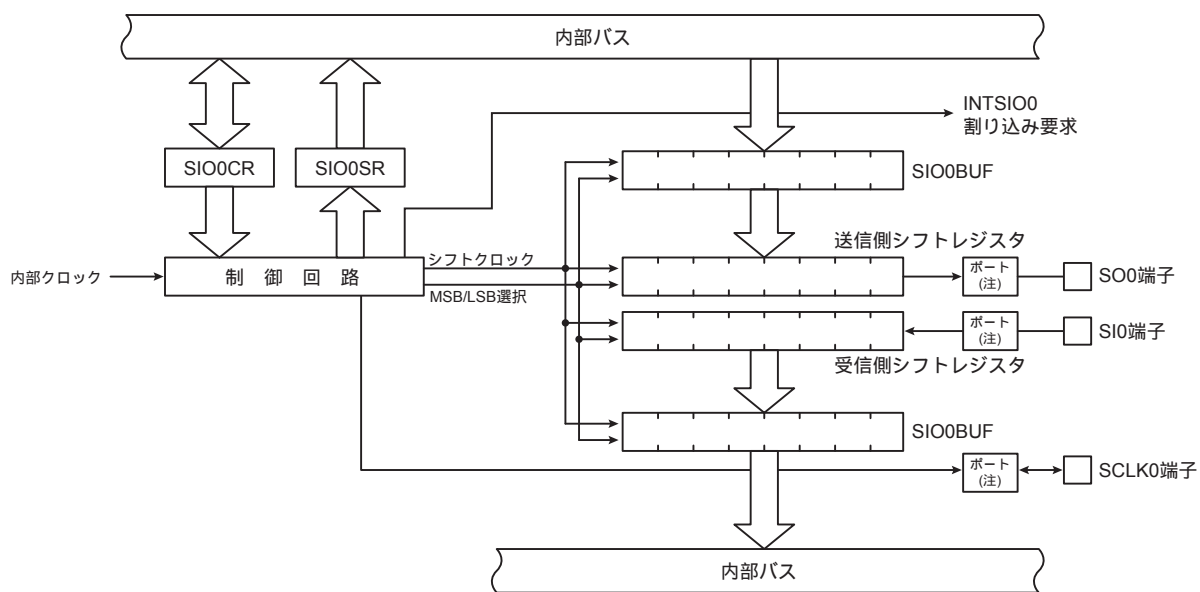 内部バス
INTSIO0
割り込み要求
SIO0CR
SIO0SR
SIO0BUF
送信側シフトレジスタ
内部クロック
制 御 回 路
シフトクロック
MSB/LSB選択
ポート
(注)
SO0端子
ポート
(注)
SI0端子
受信側シフトレジスタ
SIO0BUF
ポート
(注)
SCLK0端子
内部バス